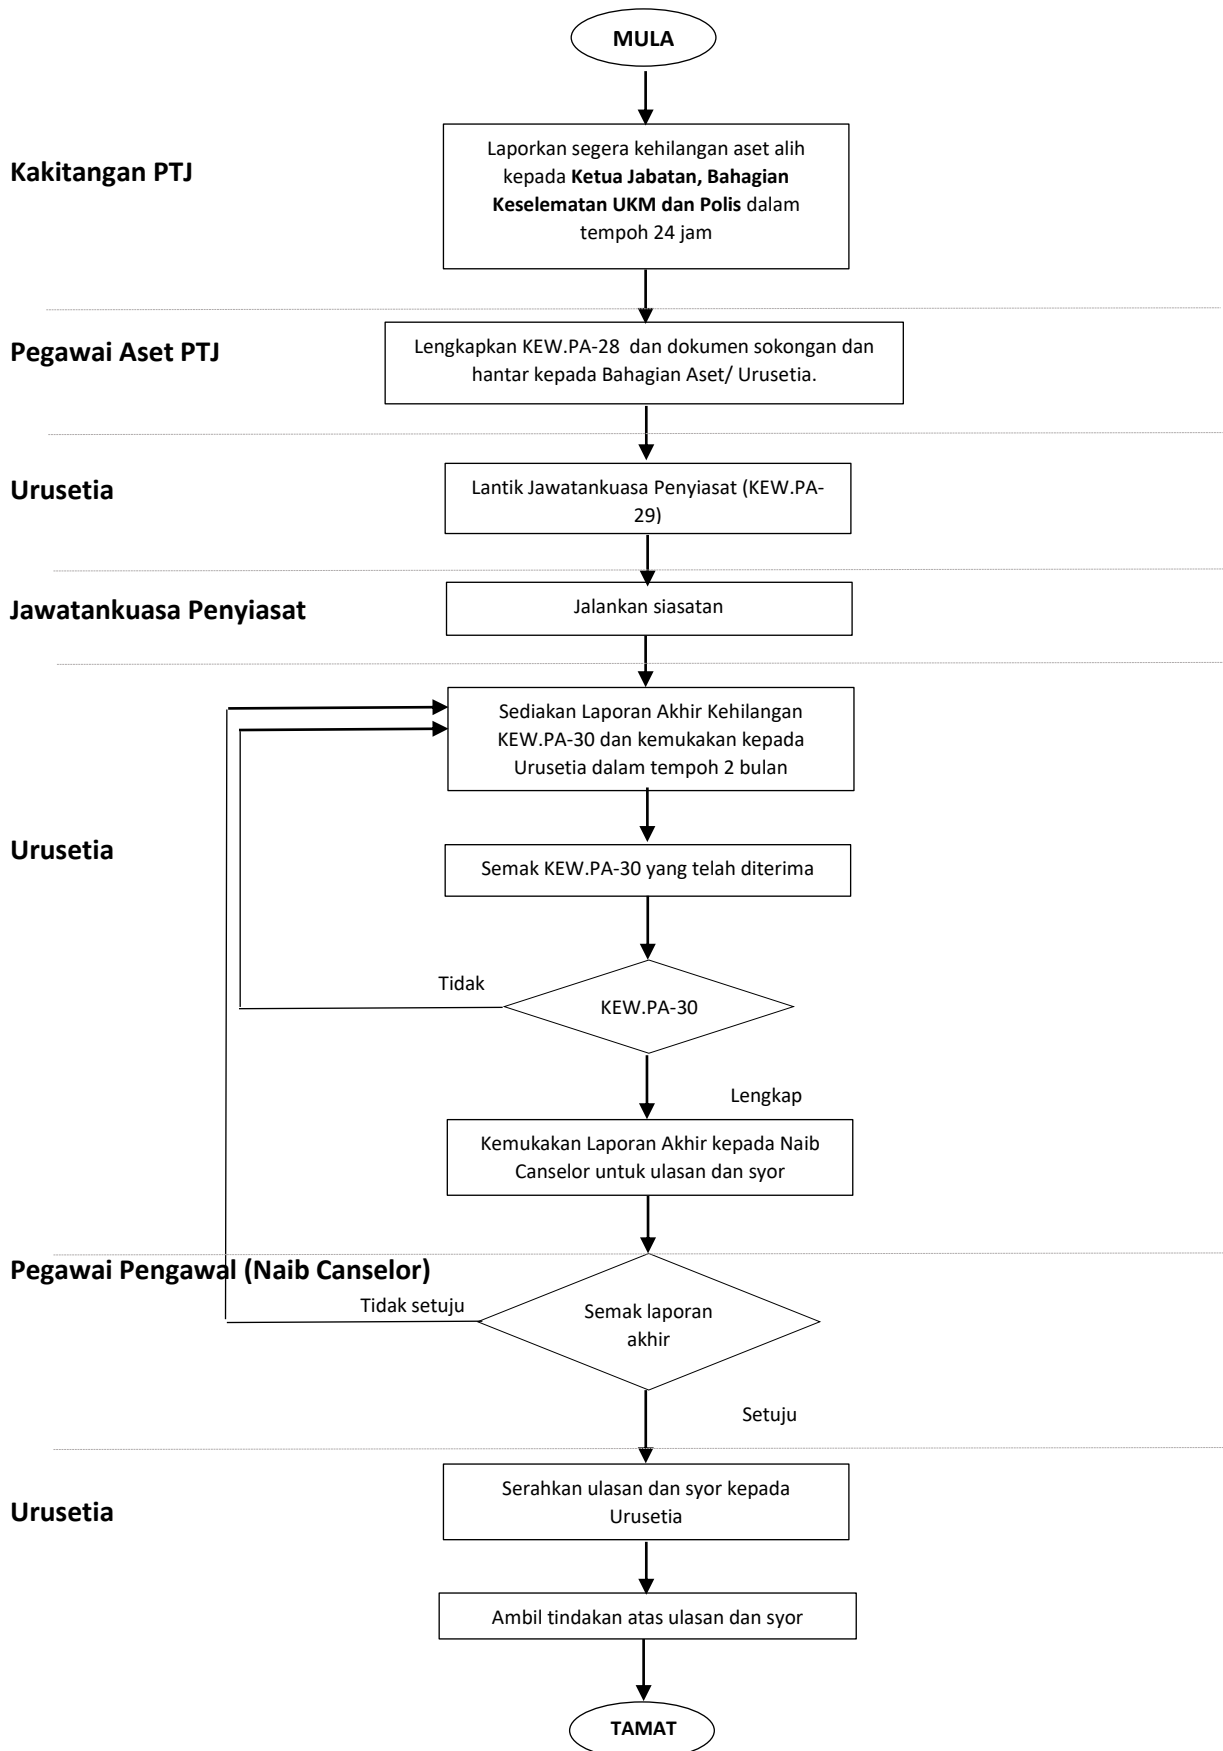 MULA
Kakitangan PTJ
Laporkan segera kehilangan aset alih
kepada Ketua Jabatan, Bahagian
Keselematan UKM dan Polis dalam
tempoh 24 jam
Pegawai Aset PTJ
Lengkapkan KEW.PA-28 dan dokumen sokongan dan
hantar kepada Bahagian Aset/ Urusetia.
Urusetia
Lantik Jawatankuasa Penyiasat (KEW.PA-
29)
Jawatankuasa Penyiasat
Jalankan siasatan
Sediakan Laporan Akhir Kehilangan
KEW.PA-30 dan kemukakan kepada
Urusetia dalam tempoh 2 bulan
Urusetia
Semak KEW.PA-30 yang telah diterima
Tidak
KEW.PA-30
Lengkap
Kemukakan Laporan Akhir kepada Naib
Canselor untuk ulasan dan syor
Pegawai Pengawal (Naib Canselor)
Tidak setuju
Semak laporan
akhir
Setuju
Urusetia
Serahkan ulasan dan syor kepada
Urusetia
Ambil tindakan atas ulasan dan syor
TAMAT